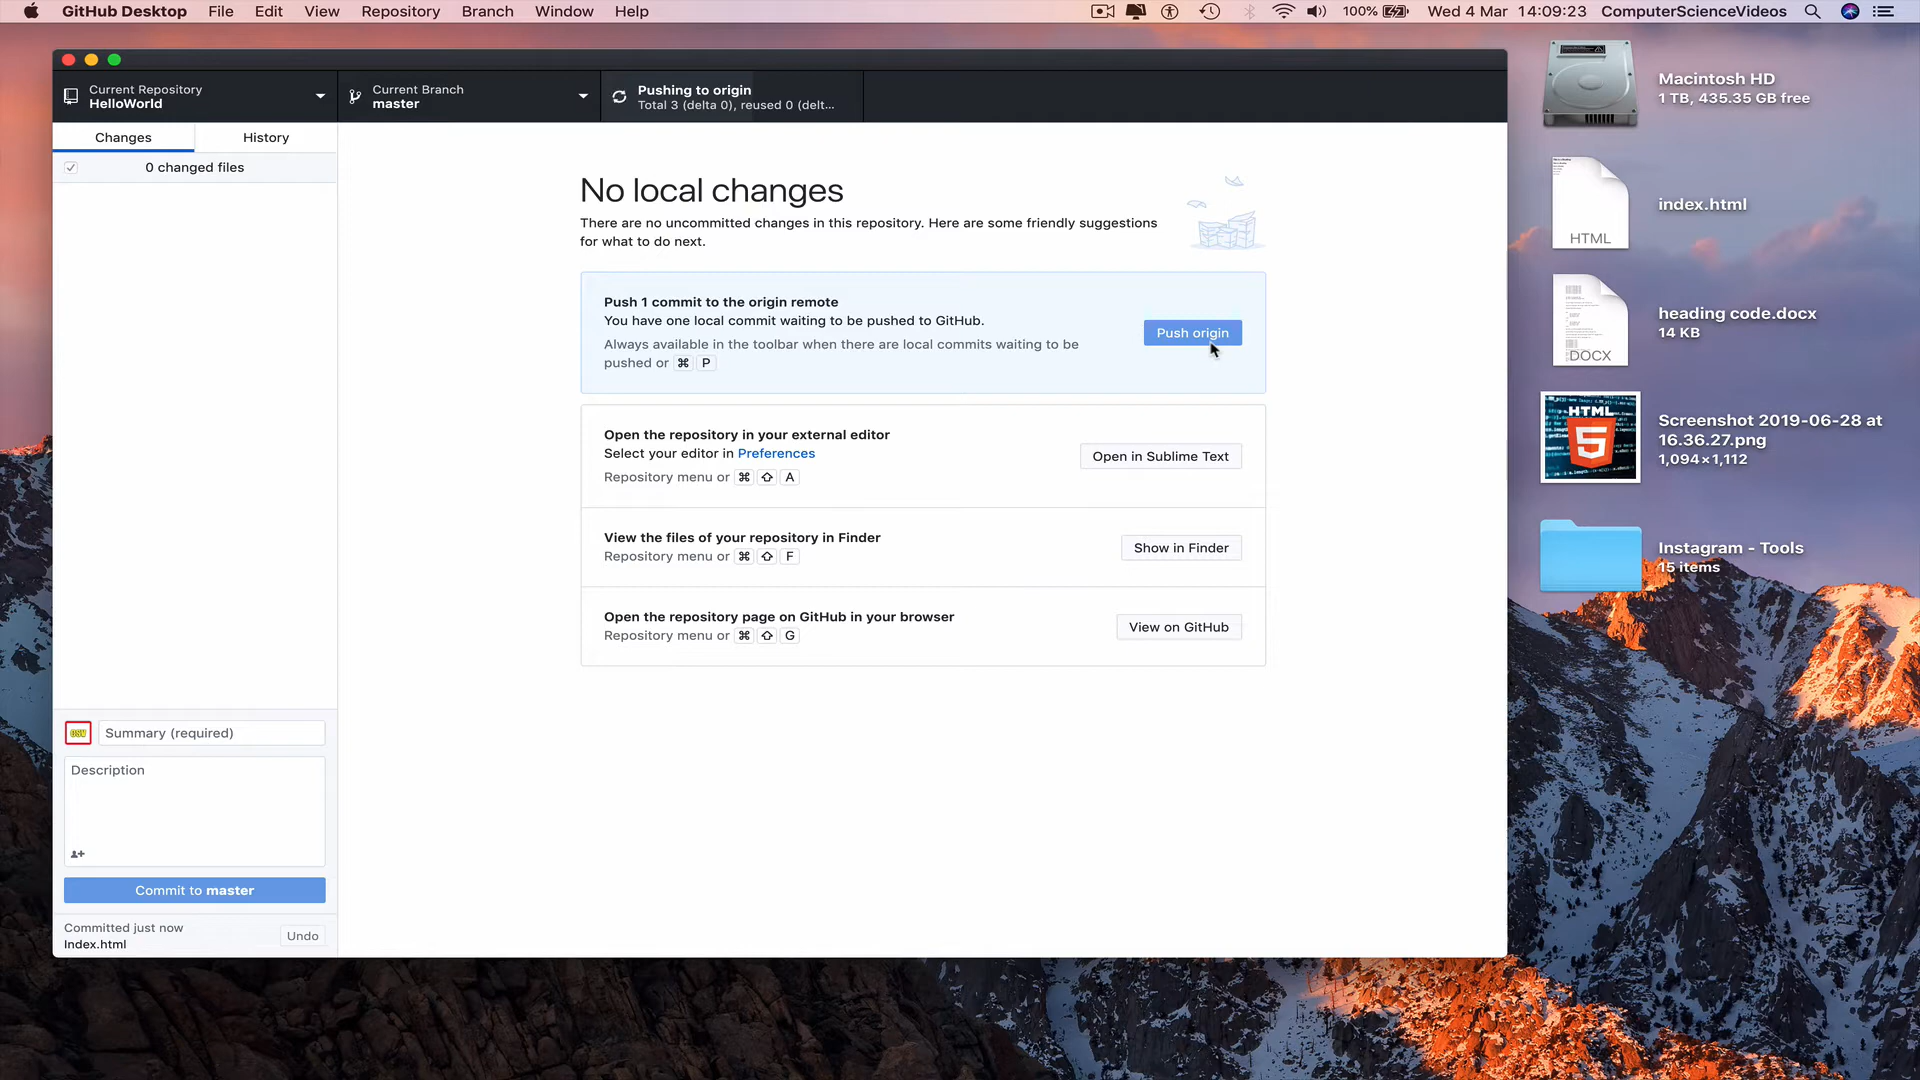 GitHub Desktop File Edit View Repository Branch Window Help 100% Wed 4 Mar 14:09:23 ComputerScienceVideos
Current Repository
HelloWorld
Current Branch
master
Pushing to origin
Total 3 (delta 0), reused 0 (delt...
Changes History
0 changed files
No local changes
There are no uncommitted changes in this repository. Here are some friendly suggestions
for what to do next.
Push 1 commit to the origin remote
You have one local commit waiting to be pushed to GitHub.
Always available in the toolbar when there are local commits waiting to be
pushed or ⌘ P
Push origin
Open the repository in your external editor
Select your editor in Preferences
Repository menu or ⌘ ⇧ A
Open in Sublime Text
View the files of your repository in Finder
Repository menu or ⌘ ⇧ F
Show in Finder
Open the repository page on GitHub in your browser
Repository menu or ⌘ ⇧ G
View on GitHub
Summary (required)
Description
Commit to master
Committed just now
Index.html
Undo
Macintosh HD
1 TB, 435.35 GB free
HTML
index.html
DOCX
heading code.docx
14 KB
HTML
5
Screenshot 2019-06-28 at
16.36.27.png
1,094×1,112
Instagram - Tools
15 items